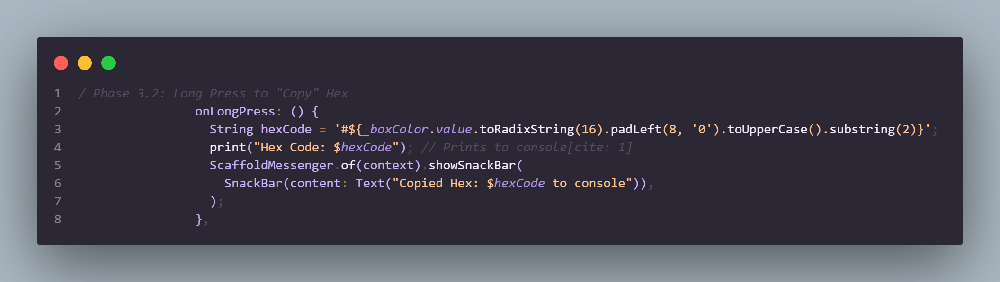 1 / Phase 3.2: Long Press to "Copy" Hex
2 onLongPress: () {
3 String hexCode = '#${_boxColor.value.toRadixString(16).padLeft(8, '0').toUpperCase().substring(2)}';
4 print("Hex Code: $hexCode"); // Prints to console[cite: 1]
5 ScaffoldMessenger.of(context).showSnackBar(
6 SnackBar(content: Text("Copied Hex: $hexCode to console")),
7 );
8 },